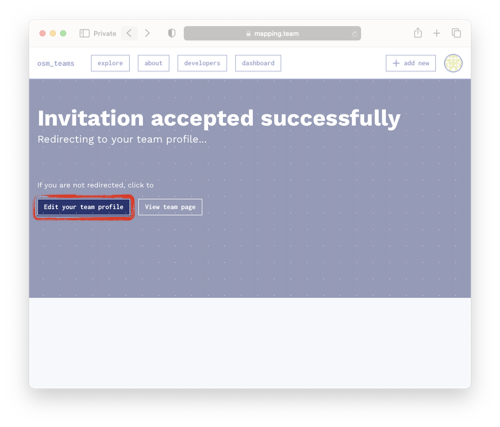 Private
mapping.team
osm_teams
explore
about
developers
dashboard
+ add new
Invitation accepted successfully
Redirecting to your team profile...
If you are not redirected, click to
Edit your team profile
View team page